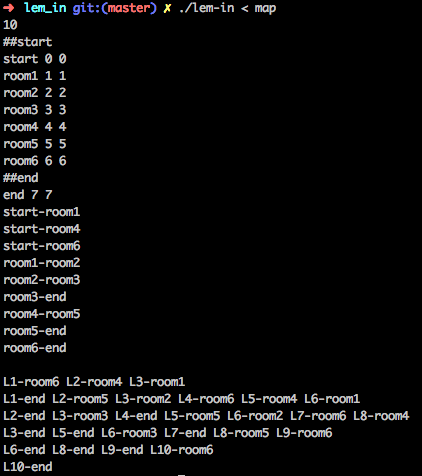 ➜ lem_in git:(master) ✗ ./lem-in < map
10
##start
start 0 0
room1 1 1
room2 2 2
room3 3 3
room4 4 4
room5 5 5
room6 6 6
##end
end 7 7
start-room1
start-room4
start-room6
room1-room2
room2-room3
room3-end
room4-room5
room5-end
room6-end
L1-room6 L2-room4 L3-room1
L1-end L2-room5 L3-room2 L4-room6 L5-room4 L6-room1
L2-end L3-room3 L4-end L5-room5 L6-room2 L7-room6 L8-room4
L3-end L5-end L6-room3 L7-end L8-room5 L9-room6
L6-end L8-end L9-end L10-room6
L10-end